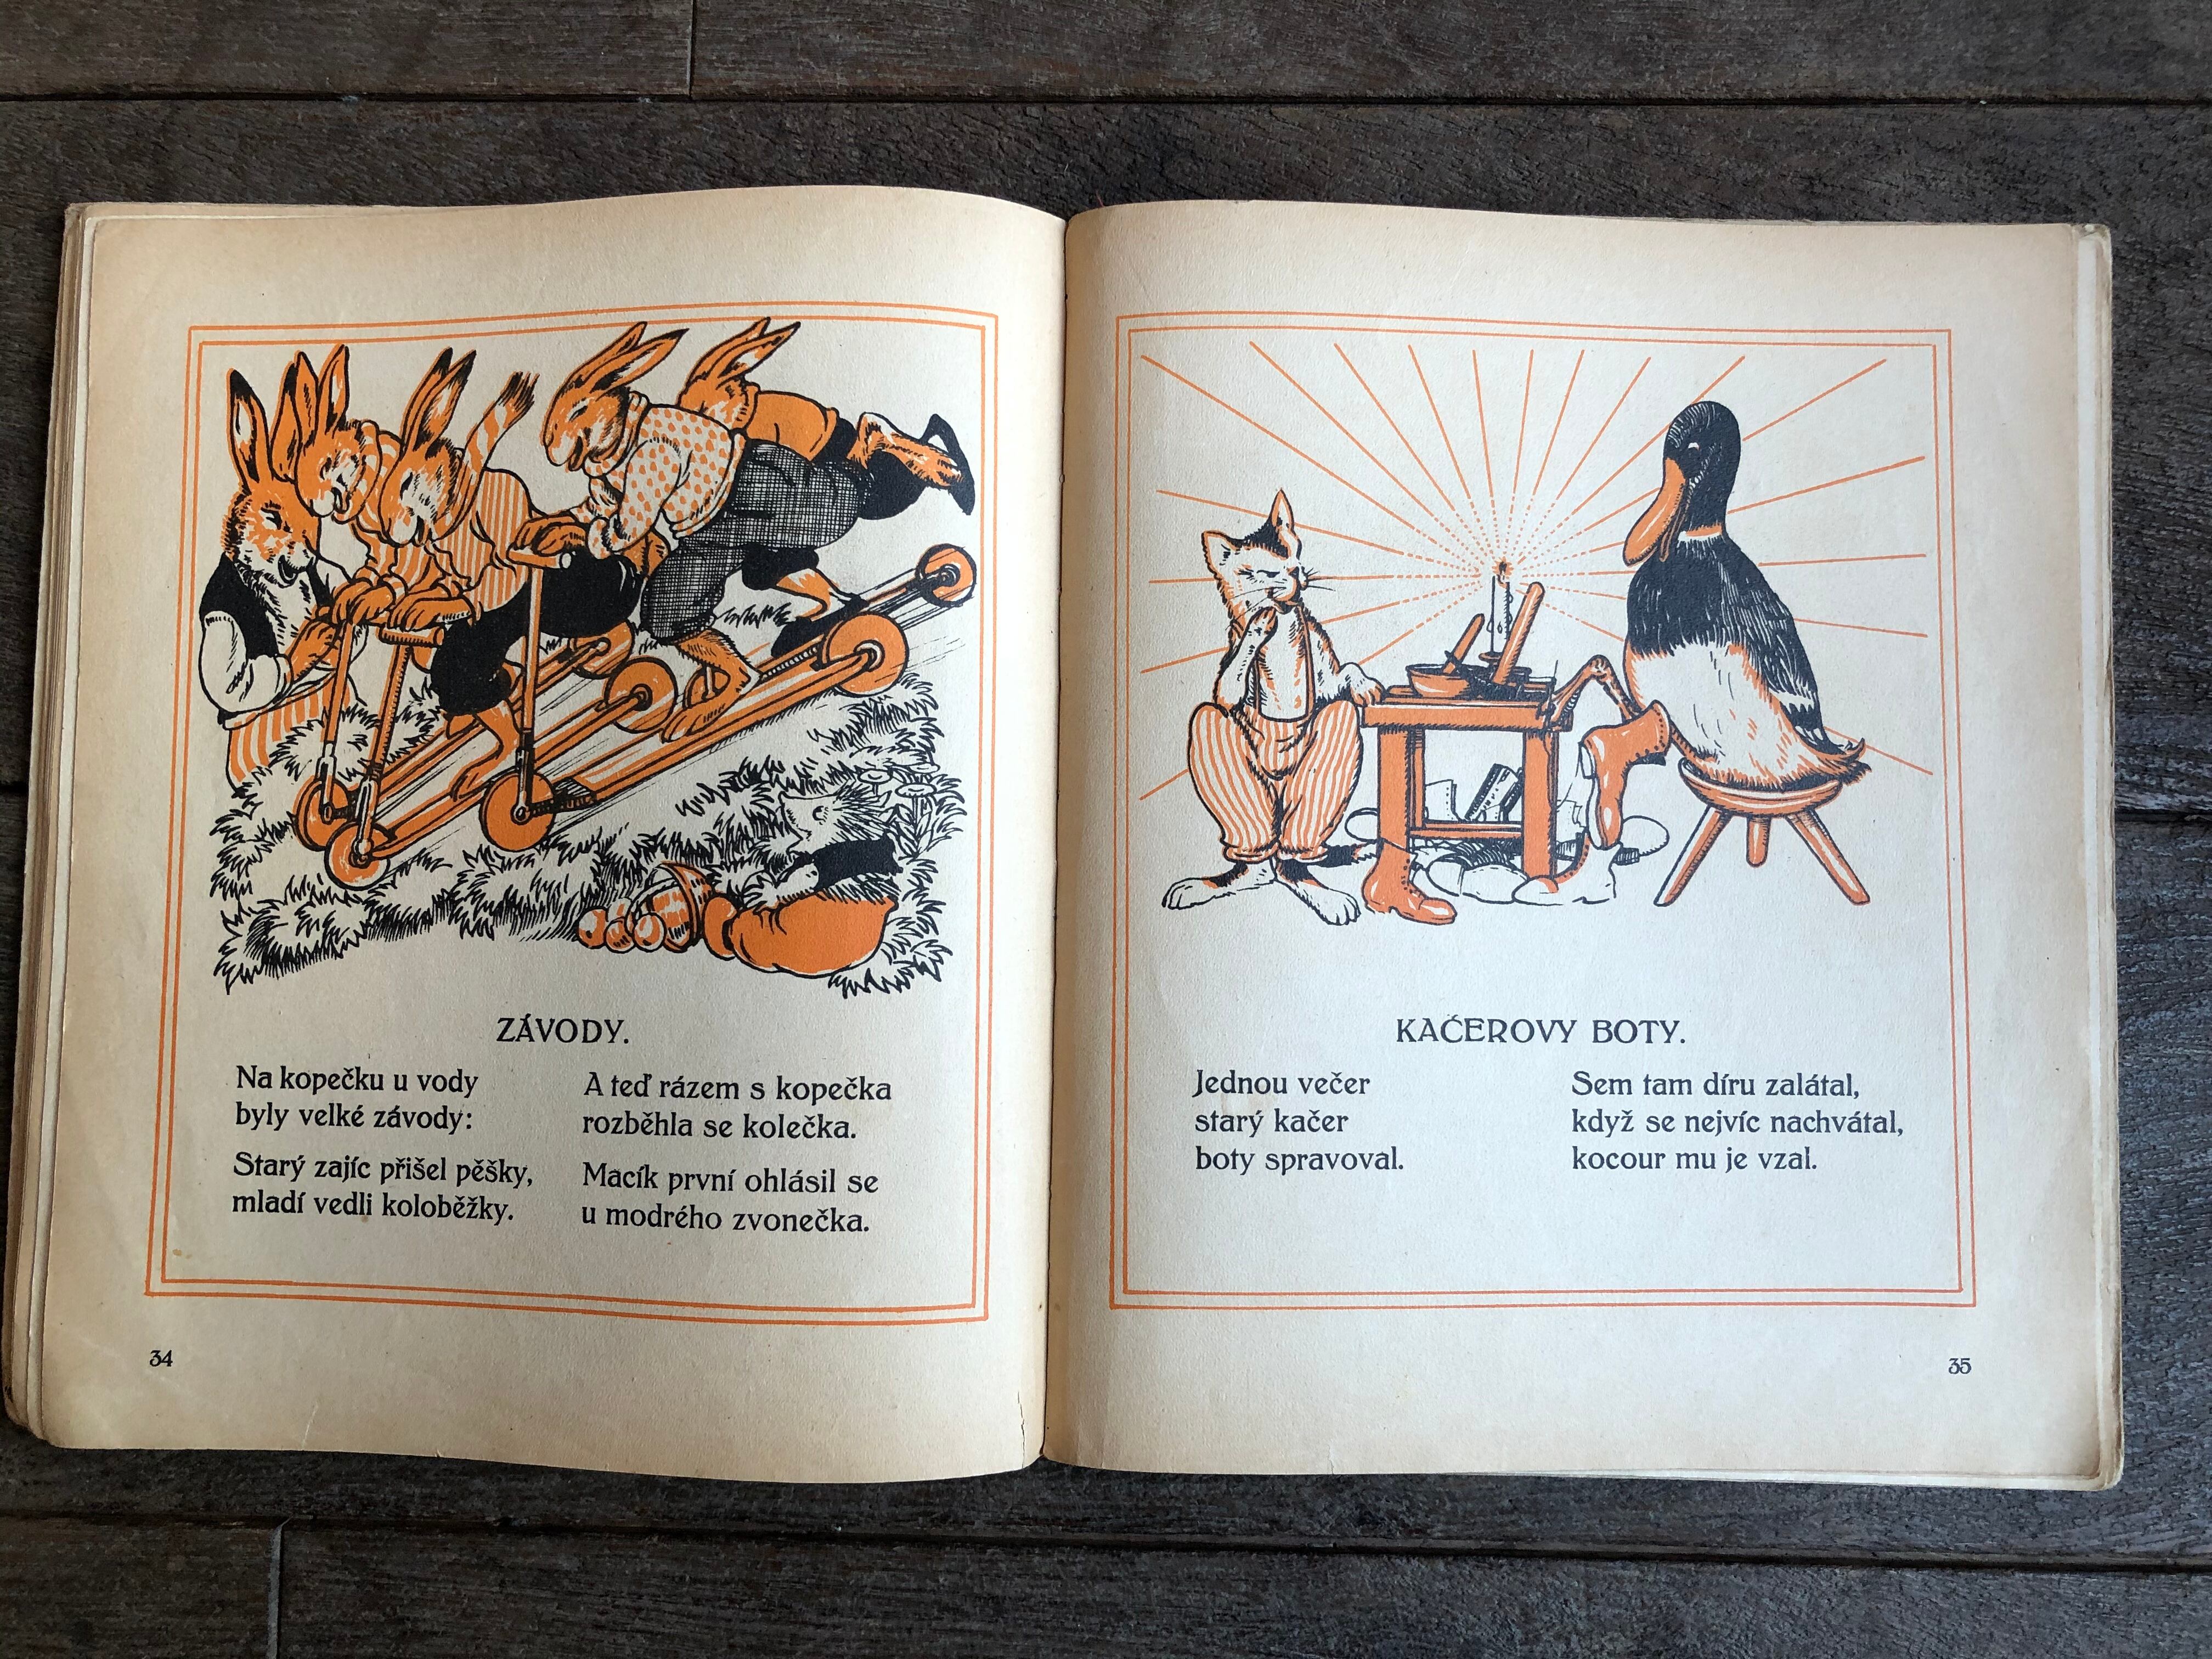 ZÁVODY.
Na kopečku u vody
byly velké závody:
Starý zajíc přišel pěšky,
mladí vedli koloběžky.
A teď rázem s kopečka
rozběhla se kolečka.
Macík první ohlásil se
u modrého zvonečka.
34
KAČEROVY BOTY.
Jednou večer
starý kačer
boty spravoval.
Sem tam díru zalátal,
když se nejvíc nachvátal,
kocour mu je vzal.
35